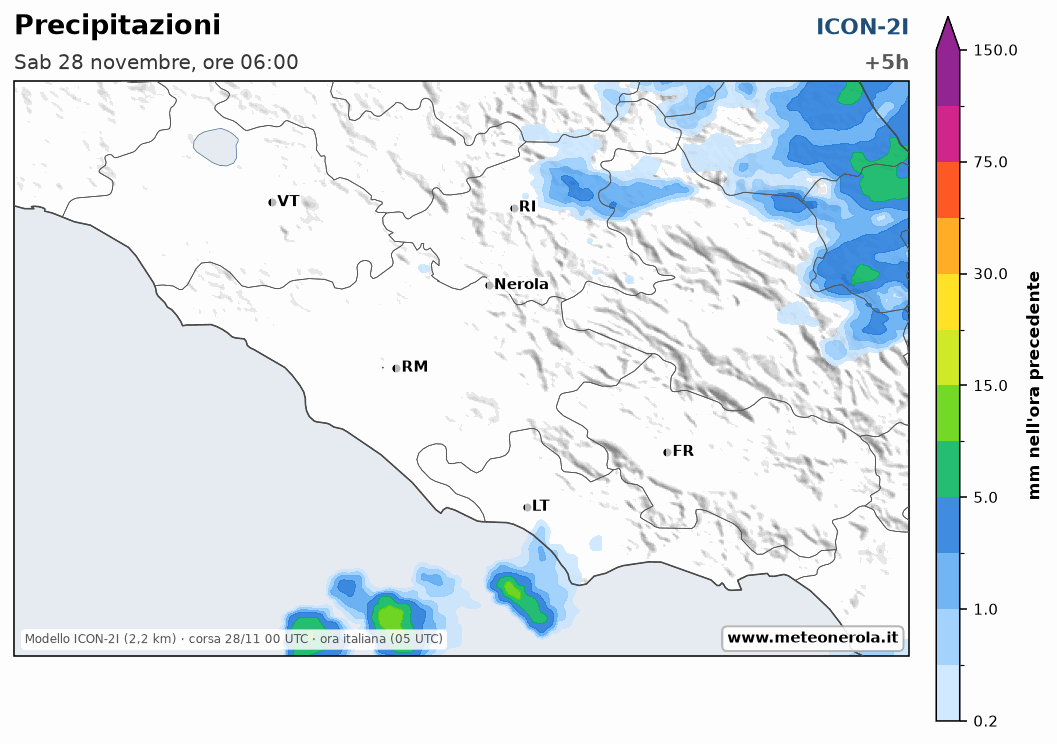 Precipitazioni
ICON-2I
Sab 28 novembre, ore 06:00
+5h
150.0
75.0
30.0
15.0
5.0
1.0
0.2
mm nell'ora precedente
VT
RI
Nerola
RM
FR
LT
Modello ICON-2I (2,2 km) · corsa 28/11 00 UTC · ora italiana (05 UTC)
www.meteonerola.it